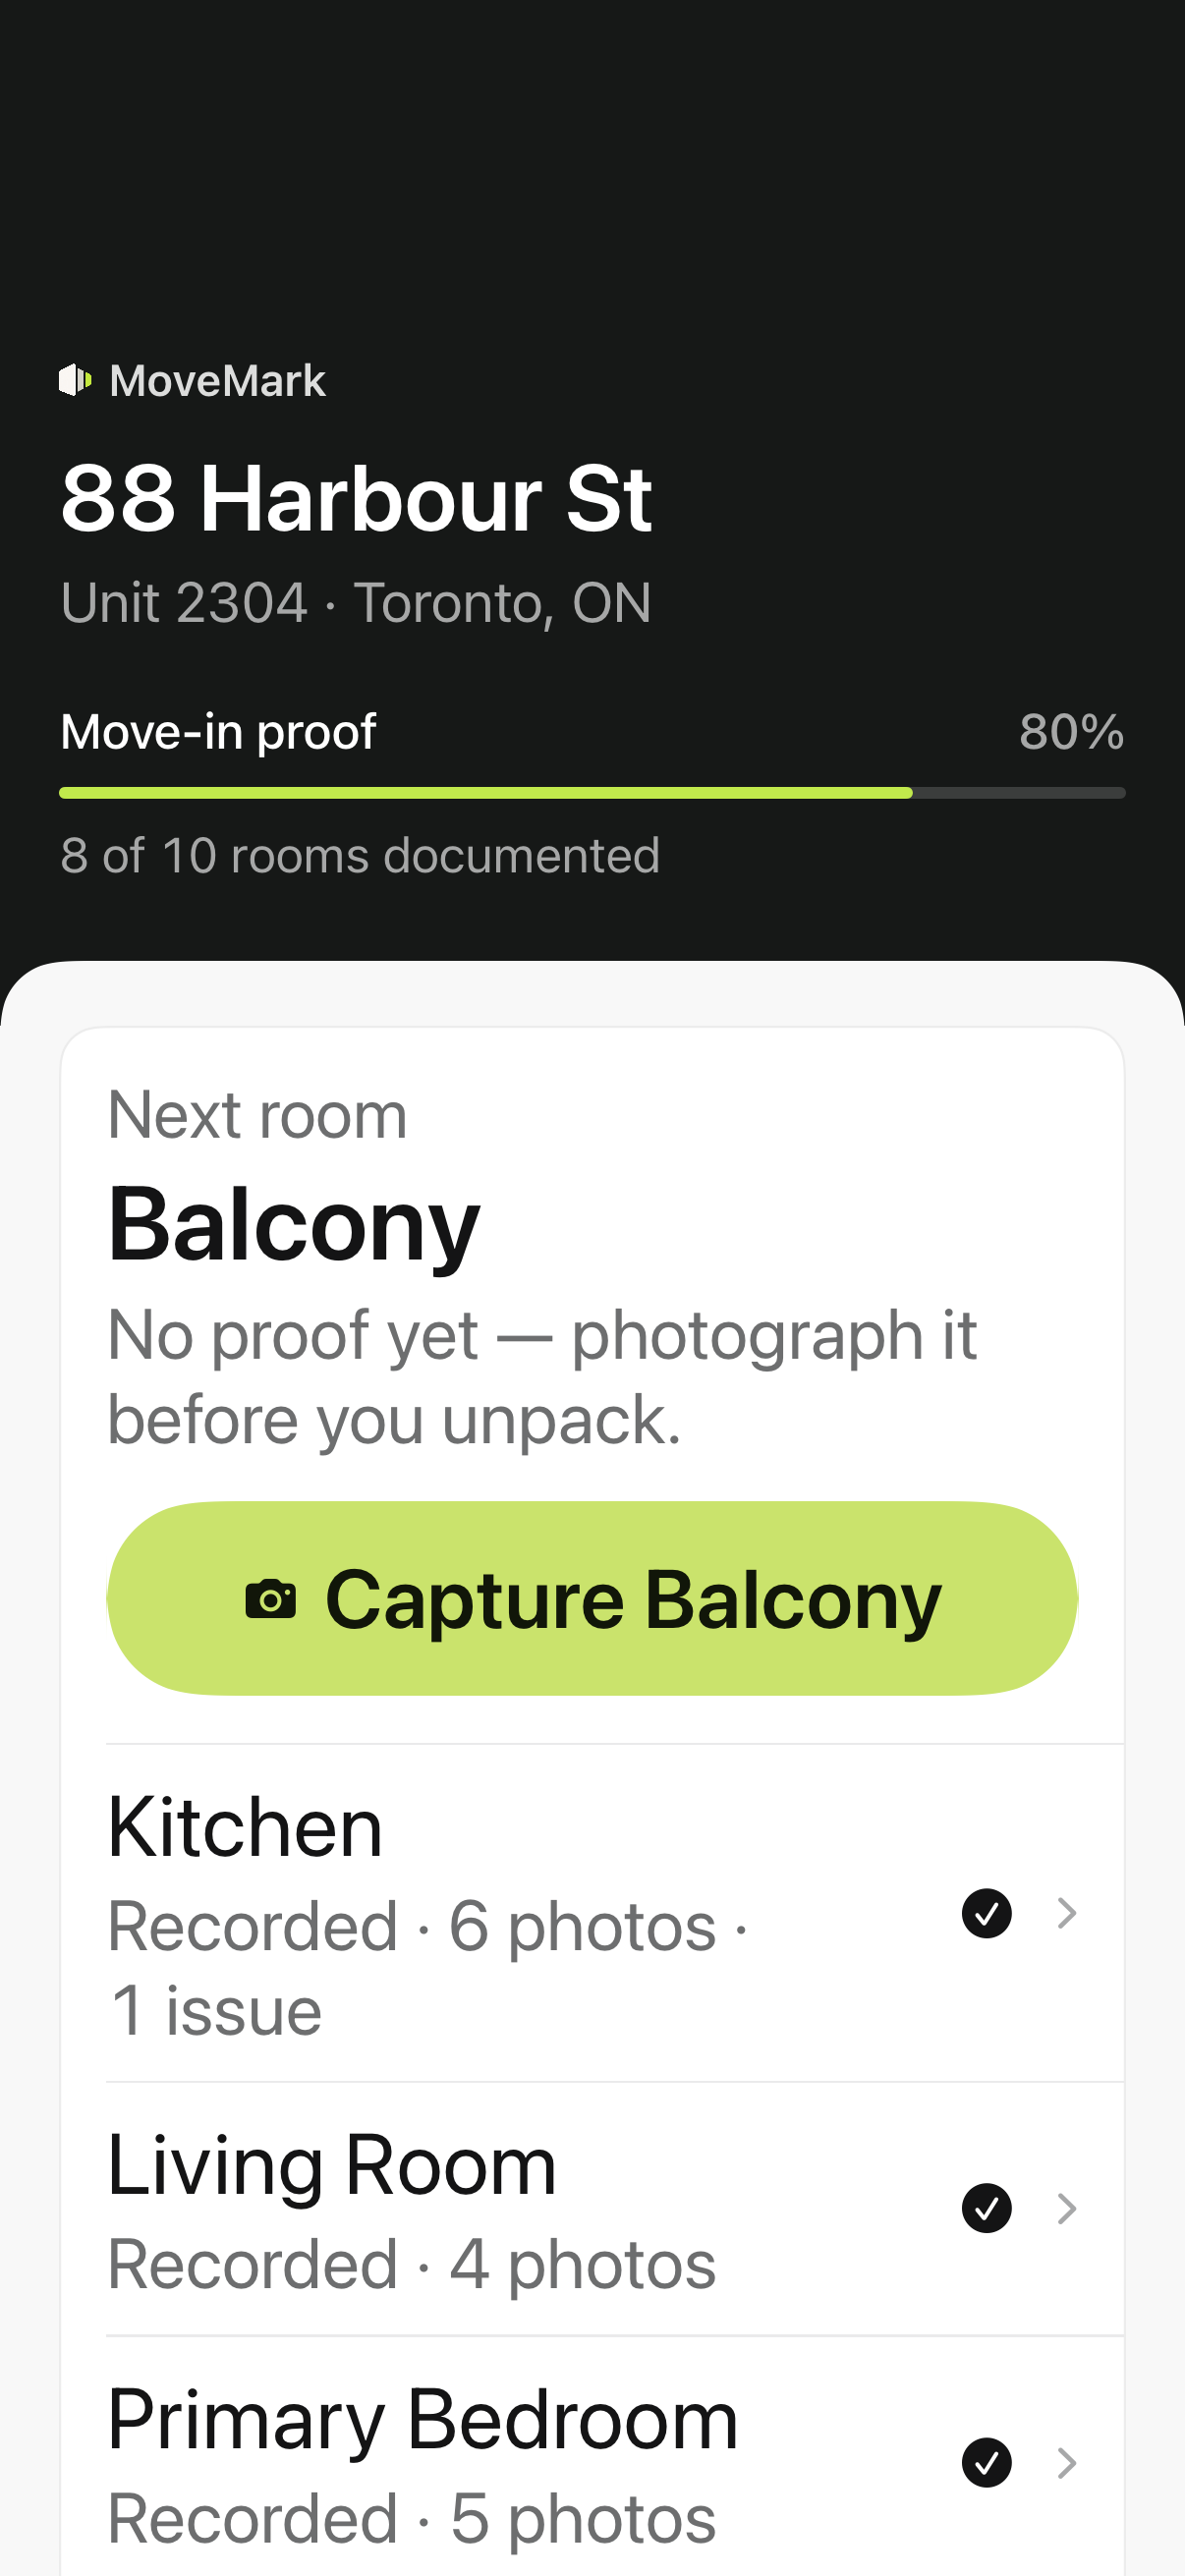 MoveMark
88 Harbour St
Unit 2304 · Toronto, ON
Move-in proof 80%
8 of 10 rooms documented
Next room
Balcony
No proof yet — photograph it
before you unpack.
Capture Balcony
Kitchen
Recorded · 6 photos ·
1 issue
Living Room
Recorded · 4 photos
Primary Bedroom
Recorded · 5 photos